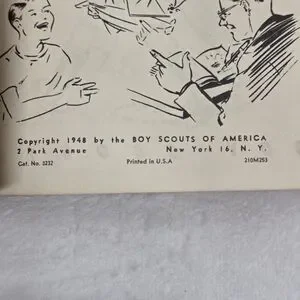 Copyright 1948 by the BOY SCOUTS OF AMERICA
2 Park Avenue New York 16, N. Y.
Cat. No. 3232 Printed in U.S.A 210M253